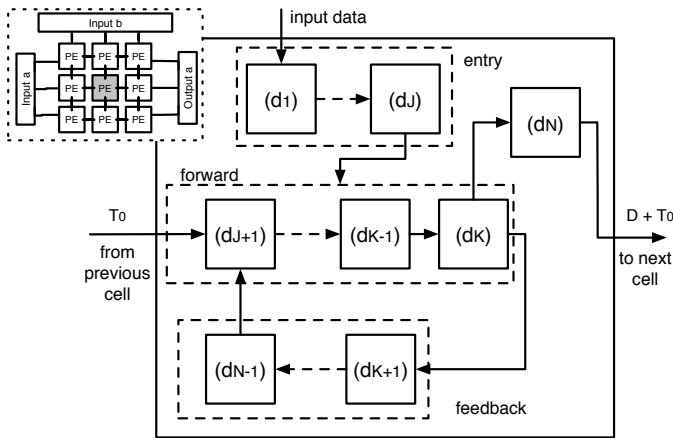 Input b
Input a
PE PE PE
PE PE PE
PE PE PE
Output a
input data
entry
(d1)
(dJ)
(dN)
forward
T0
from
previous
cell
(dJ+1)
(dK-1)
(dK)
D + T0
to next
cell
(dN-1)
(dK+1)
feedback